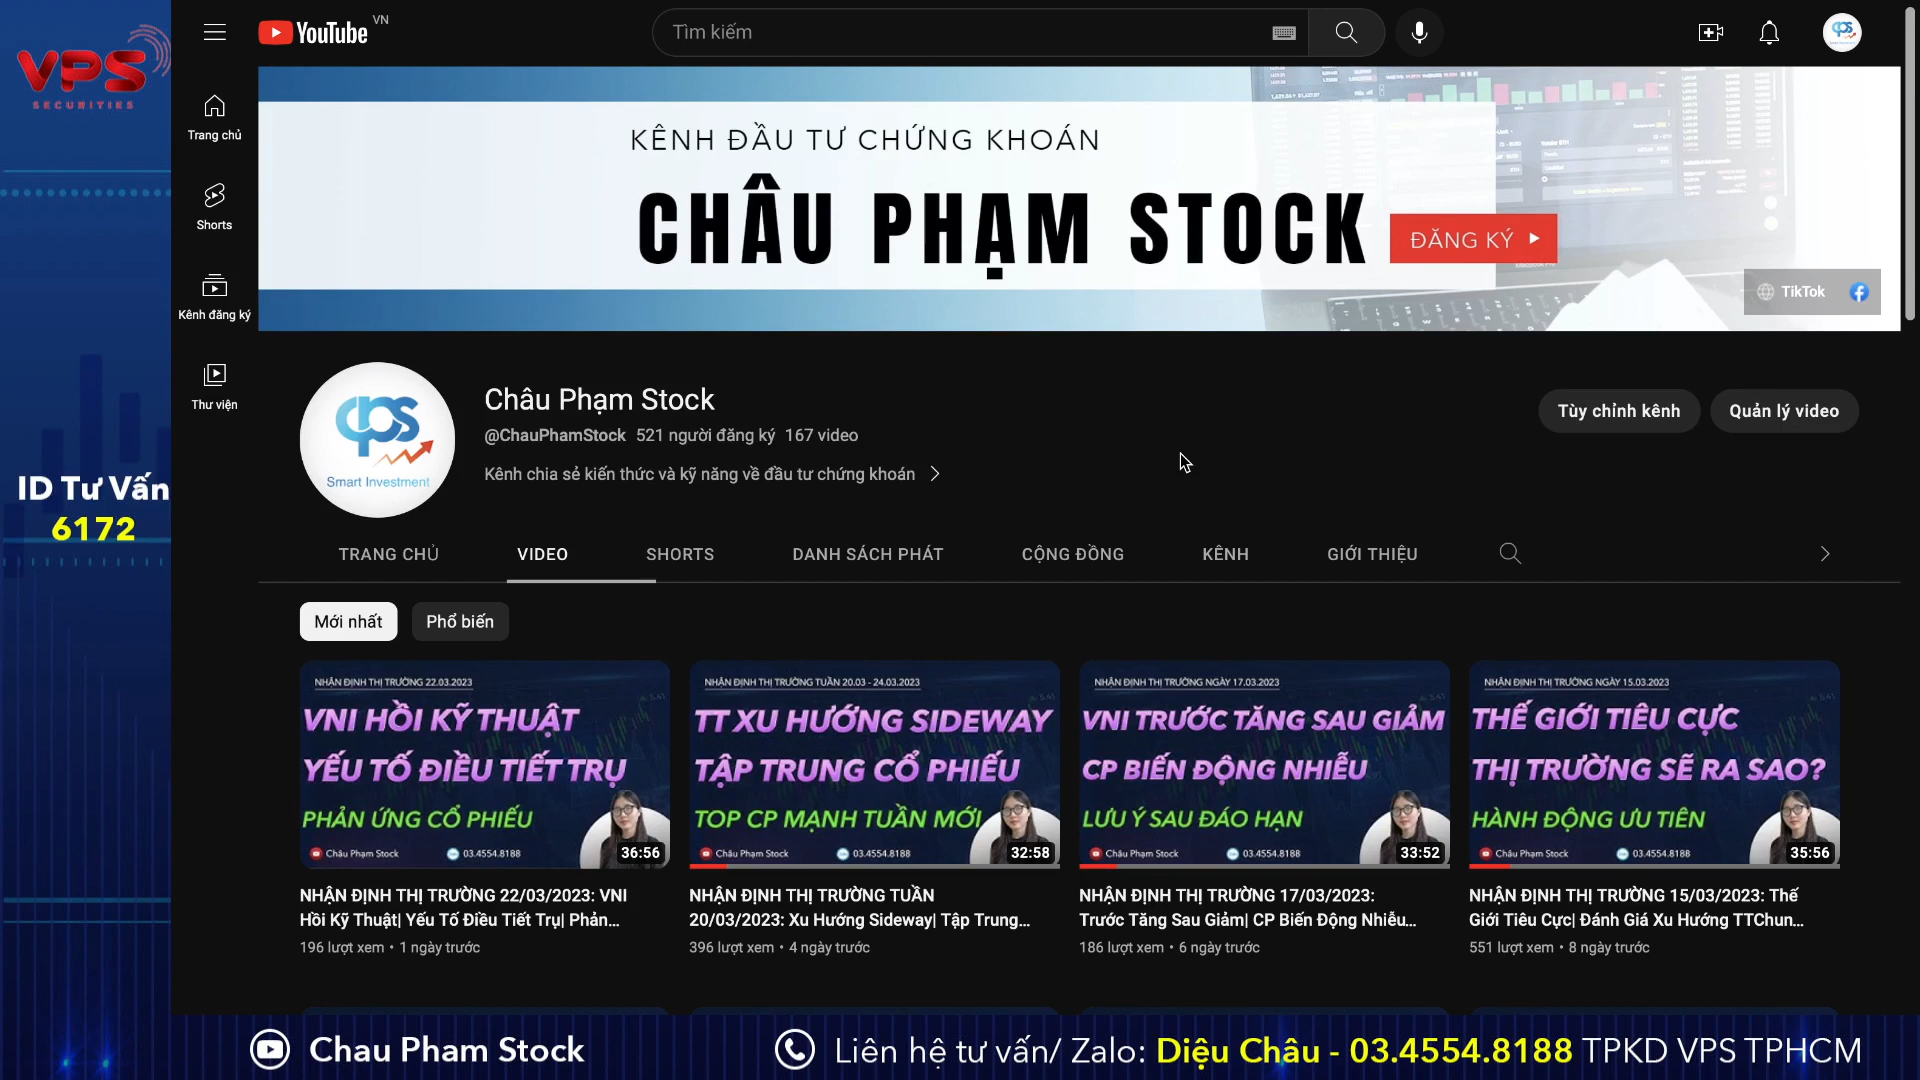 VPS
SECURITIES
ID Tư Vấn
6172
YouTube VN
Tìm kiếm
Trang chủ
Shorts
Kênh đăng ký
Thư viện
KÊNH ĐẦU TƯ CHỨNG KHOÁN
CHÂU PHẠM STOCK
ĐĂNG KÝ
TikTok
cps
Smart Investment
Châu Phạm Stock
@ChauPhamStock 521 người đăng ký 167 video
Kênh chia sẻ kiến thức và kỹ năng về đầu tư chứng khoán
Tùy chỉnh kênh
Quản lý video
TRANG CHỦ VIDEO SHORTS DANH SÁCH PHÁT CỘNG ĐỒNG KÊNH GIỚI THIỆU
Mới nhất Phổ biến
NHẬN ĐỊNH THỊ TRƯỜNG 22.03.2023
VNI HỒI KỸ THUẬT
YẾU TỐ ĐIỀU TIẾT TRỤ
PHẢN ỨNG CỔ PHIẾU
Châu Phạm Stock 03.4554.8188
36:56
NHẬN ĐỊNH THỊ TRƯỜNG 22/03/2023: VNI
Hồi Kỹ Thuật| Yếu Tố Điều Tiết Trụ| Phản...
196 lượt xem • 1 ngày trước
NHẬN ĐỊNH THỊ TRƯỜNG TUẦN 20.03 - 24.03.2023
TT XU HƯỚNG SIDEWAY
TẬP TRUNG CỔ PHIẾU
TOP CP MẠNH TUẦN MỚI
Châu Phạm Stock 03.4554.8188
32:58
NHẬN ĐỊNH THỊ TRƯỜNG TUẦN
20/03/2023: Xu Hướng Sideway| Tập Trung...
396 lượt xem • 4 ngày trước
NHẬN ĐỊNH THỊ TRƯỜNG NGÀY 17.03.2023
VNI TRƯỚC TĂNG SAU GIẢM
CP BIẾN ĐỘNG NHIỄU
LƯU Ý SAU ĐÁO HẠN
Châu Phạm Stock 03.4554.8188
33:52
NHẬN ĐỊNH THỊ TRƯỜNG 17/03/2023:
Trước Tăng Sau Giảm| CP Biến Động Nhiễu...
186 lượt xem • 6 ngày trước
NHẬN ĐỊNH THỊ TRƯỜNG NGÀY 15.03.2023
THẾ GIỚI TIÊU CỰC
THỊ TRƯỜNG SẼ RA SAO?
HÀNH ĐỘNG ƯU TIÊN
Châu Phạm Stock 03.4554.8188
35:56
NHẬN ĐỊNH THỊ TRƯỜNG 15/03/2023: Thế
Giới Tiêu Cực| Đánh Giá Xu Hướng TTChun...
551 lượt xem • 8 ngày trước
Chau Pham Stock
Liên hệ tư vấn/ Zalo: Diệu Châu - 03.4554.8188 TPKD VPS TPHCM